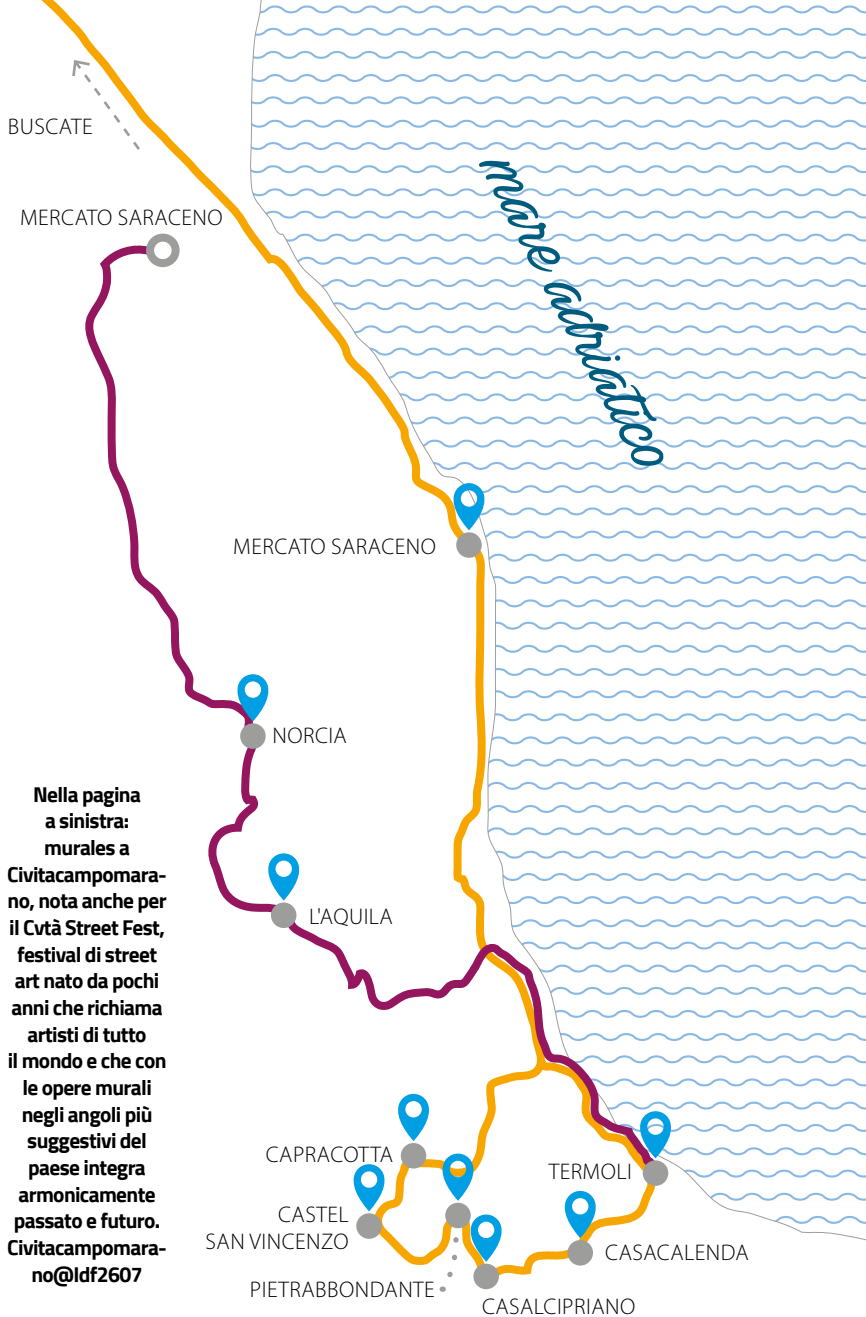 BUSCATE
MERCATO SARACENO
mare adriatico
MERCATO SARACENO
NORCIA
L'AQUILA
Nella pagina
a sinistra:
murales a
Civitacampomara-
no, nota anche per
il Cvtà Street Fest,
festival di street
art nato da pochi
anni che richiama
artisti di tutto
il mondo e che con
le opere murali
negli angoli più
suggestivi del
paese integra
armonicamente
passato e futuro.
Civitacampomara-
no@ldf2607
CAPRACOTTA
TERMOLI
CASTEL
SAN VINCENZO
CASACALENDA
PIETRABBONDANTE
CASALCIPRIANO